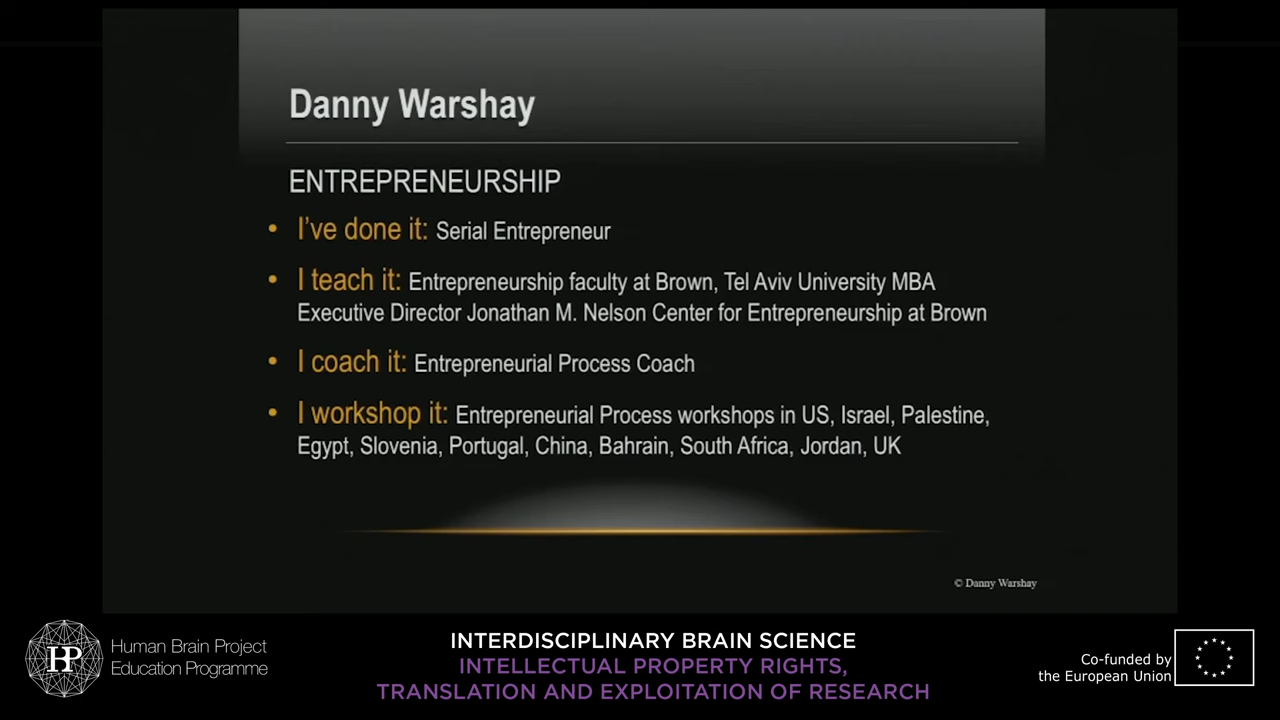 Danny Warshay
ENTREPRENEURSHIP
• I've done it: Serial Entrepreneur
• I teach it: Entrepreneurship faculty at Brown, Tel Aviv University MBA
Executive Director Jonathan M. Nelson Center for Entrepreneurship at Brown
• I coach it: Entrepreneurial Process Coach
• I workshop it: Entrepreneurial Process workshops in US, Israel, Palestine,
Egypt, Slovenia, Portugal, China, Bahrain, South Africa, Jordan, UK
© Danny Warshay
HP
Human Brain Project
Education Programme
INTERDISCIPLINARY BRAIN SCIENCE
INTELLECTUAL PROPERTY RIGHTS,
TRANSLATION AND EXPLOITATION OF RESEARCH
Co-funded by
the European Union